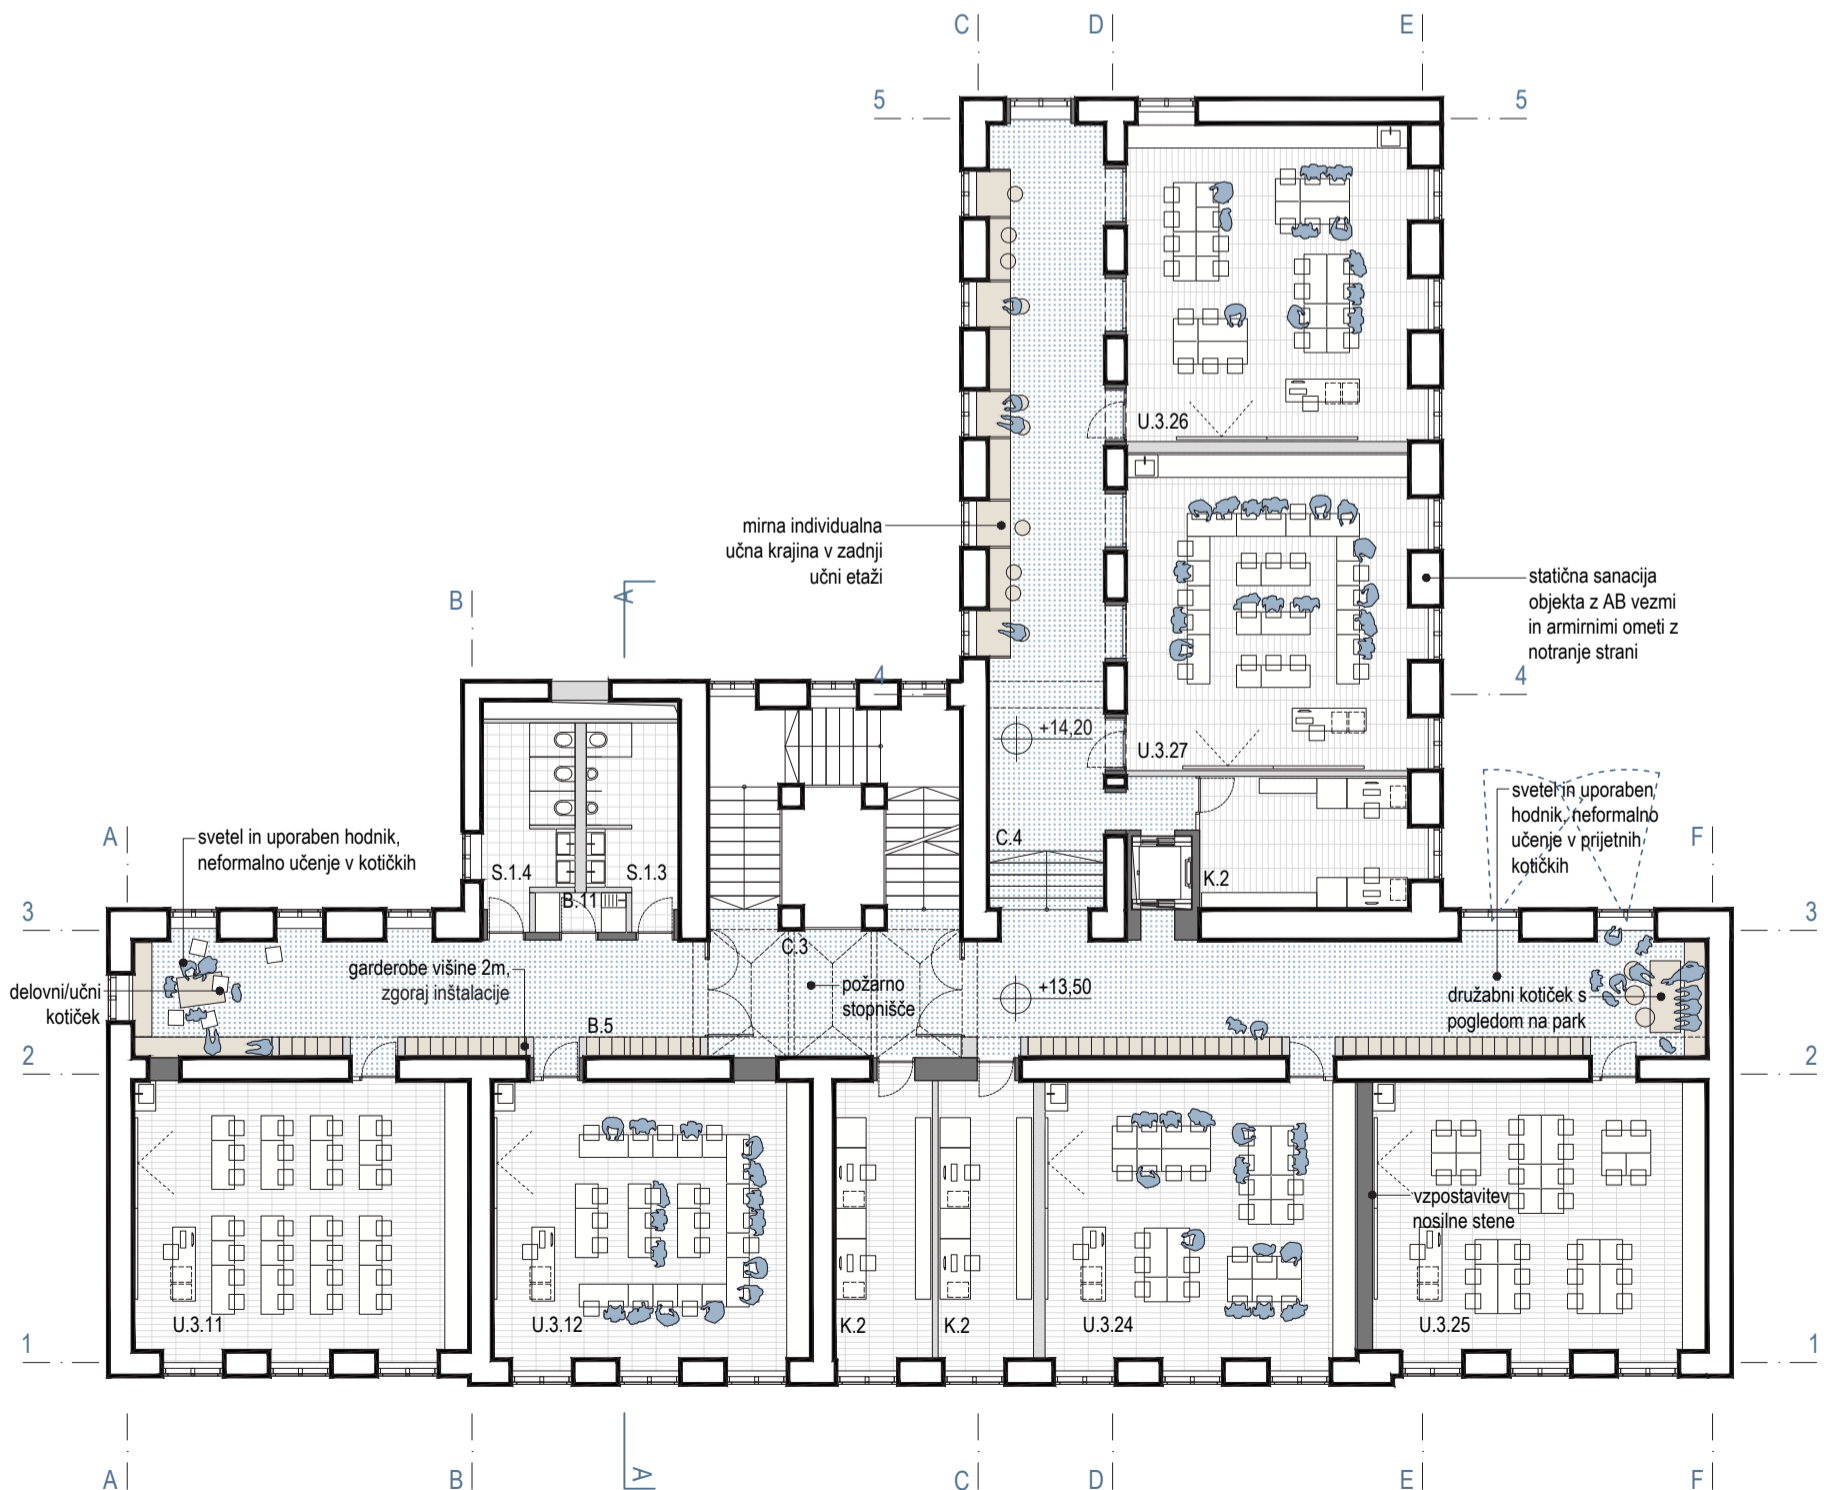 C D E
5 5
U.3.26
mirna individualna
učna krajina v zadnji
učni etaži
statična sanacija
objekta z AB vezmi
in armirnimi ometi z
notranje strani
B A
4 4
+14,20
U.3.27
svetel in uporaben
hodnik, neformalno
učenje v prijetnih
kotičkih
A F
svetel in uporaben hodnik,
neformalno učenje v kotičkih
C.4
S.1.4 S.1.3
K.2
B.11
3 3
C.3
garderobe višine 2m,
zgoraj inštalacije
delovni/učni
kotiček
požarno
stopnišče
+13,50
družabni kotiček s
pogledom na park
B.5
2 2
vzpostavitev
nosilne stene
U.3.11 U.3.12 K.2 K.2 U.3.24 U.3.25
1 1
A B A C D E F